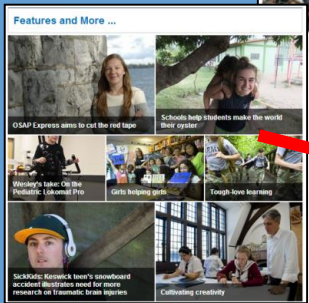 Features and More ...
OSAP Express aims to cut the red tape
Schools help students make the world
their oyster
Wesley's take: On the
Pediatric Lokomat Pro
Girls helping girls
Tough-love learning
SickKids: Keswick teen's snowboard
accident illustrates need for more
research on traumatic brain injuries
Cultivating creativity